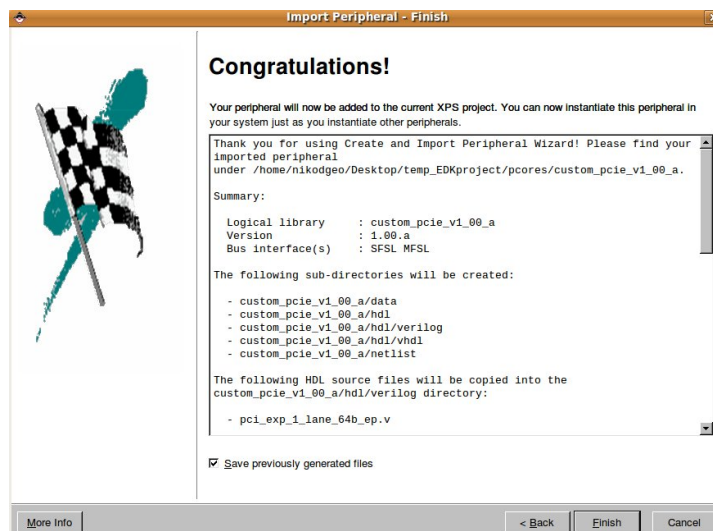 Import Peripheral - Finish
Congratulations!
Your peripheral will now be added to the current XPS project. You can now instantiate this peripheral in
your system just as you instantiate other peripherals.
Thank you for using Create and Import Peripheral Wizard! Please find your
imported peripheral
under /home/nikodgeo/Desktop/temp_EDKproject/pcores/custom_pcie_v1_00_a.
Summary:
Logical library : custom_pcie_v1_00_a
Version : 1.00.a
Bus interface(s) : SFSL MFSL
The following sub-directories will be created:
- custom_pcie_v1_00_a/data
- custom_pcie_v1_00_a/hdl
- custom_pcie_v1_00_a/hdl/verilog
- custom_pcie_v1_00_a/hdl/vhdl
- custom_pcie_v1_00_a/netlist
The following HDL source files will be copied into the
custom_pcie_v1_00_a/hdl/verilog directory:
- pci_exp_1_lane_64b_ep.v
Save previously generated files
More Info
< Back
Finish
Cancel